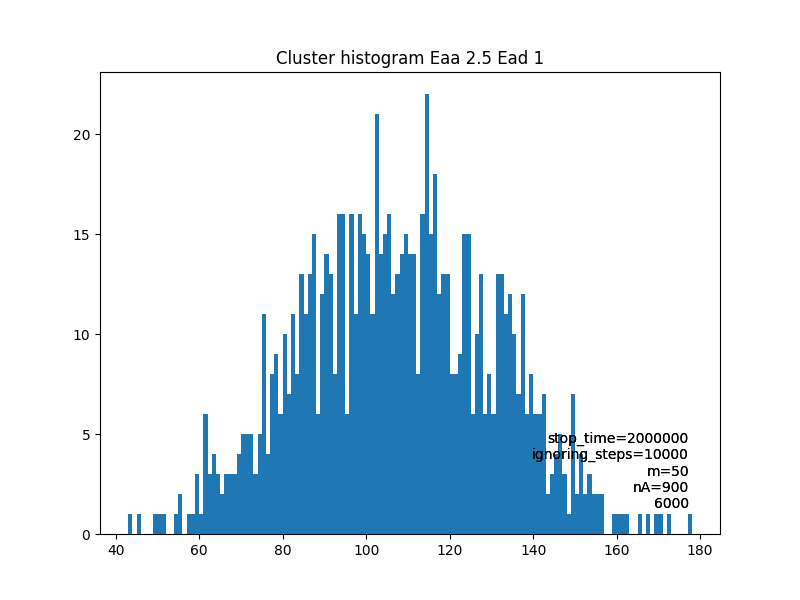 Cluster histogram Eaa 2.5 Ead 1
20
15
10
5
0
stop_time=2000000
ignoring_steps=10000
m=50
nA=900
6000
40 60 80 100 120 140 160 180